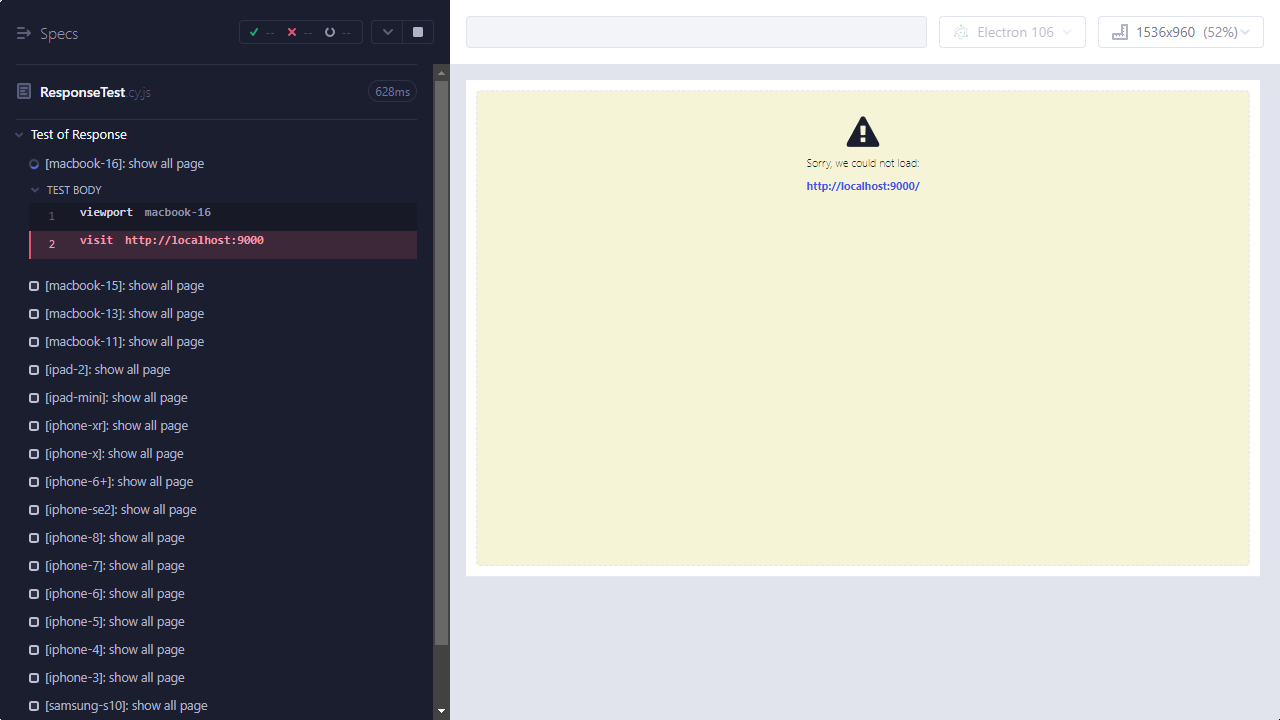 Specs
--
--
--
ResponseTest.cy.js
628ms
Test of Response
[macbook-16]: show all page
TEST BODY
1 viewport macbook-16
2 visit http://localhost:9000
[macbook-15]: show all page
[macbook-13]: show all page
[macbook-11]: show all page
[ipad-2]: show all page
[ipad-mini]: show all page
[iphone-xr]: show all page
[iphone-x]: show all page
[iphone-6+]: show all page
[iphone-se2]: show all page
[iphone-8]: show all page
[iphone-7]: show all page
[iphone-6]: show all page
[iphone-5]: show all page
[iphone-4]: show all page
[iphone-3]: show all page
[samsung-s10]: show all page
Electron 106
1536x960 (52%)
Sorry, we could not load:
http://localhost:9000/